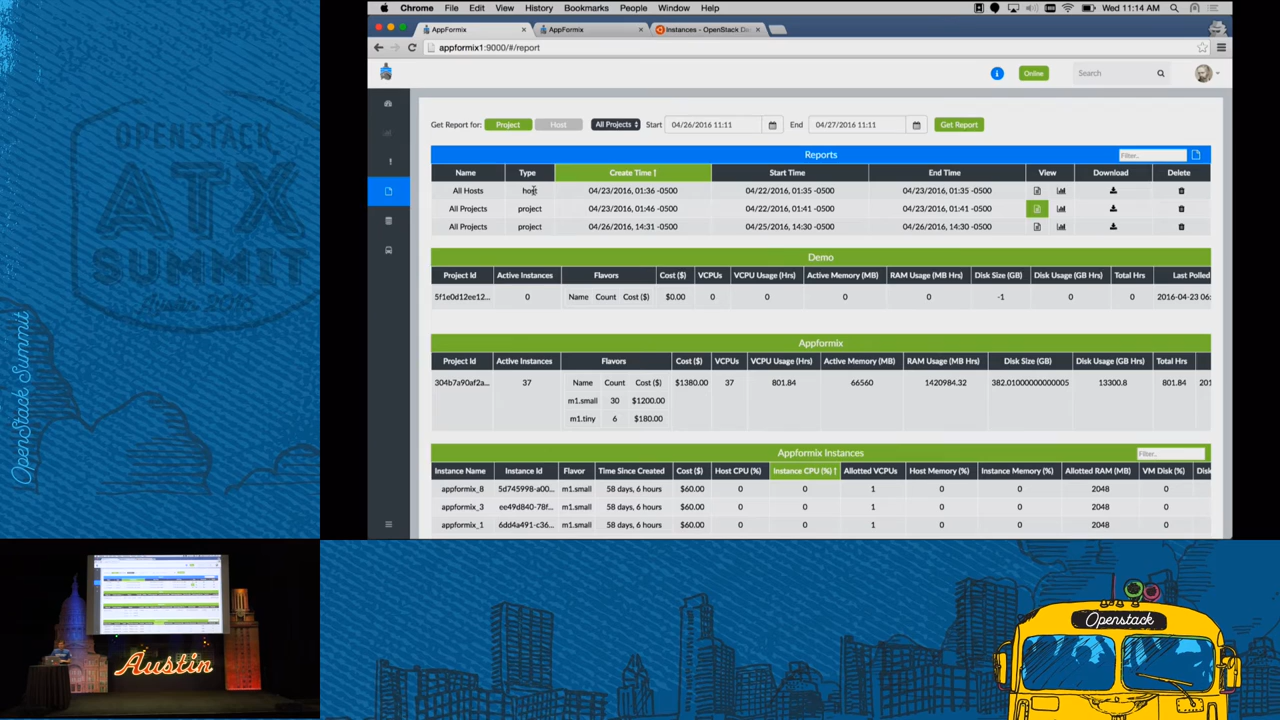 Chrome File Edit View History Bookmarks People Window Help Wed 11:14 AM
AppFormix × AppFormix × Instances - OpenStack Da ×
appformix1:9000/#/report
Online Search
Get Report for: Project Host All Projects Start 04/26/2016 11:11 End 04/27/2016 11:11 Get Report
Reports Filter..
Name Type Create Time Start Time End Time View Download Delete
All Hosts host 04/23/2016, 01:36 -0500 04/22/2016, 01:35 -0500 04/23/2016, 01:35 -0500
All Projects project 04/23/2016, 01:46 -0500 04/22/2016, 01:41 -0500 04/23/2016, 01:41 -0500
All Projects project 04/26/2016, 14:31 -0500 04/25/2016, 14:30 -0500 04/26/2016, 14:30 -0500
Demo
Project Id Active Instances Flavors Cost ($) VCPUs VCPU Usage (Hrs) Active Memory (MB) RAM Usage (MB Hrs) Disk Size (GB) Disk Usage (GB Hrs) Total Hrs Last Polled
5f1e0d12ee12... 0 Name Count Cost ($) $0.00 0 0 0 0 -1 0 0 2016-04-23 06:
Appformix
Project Id Active Instances Flavors Cost ($) VCPUs VCPU Usage (Hrs) Active Memory (MB) RAM Usage (MB Hrs) Disk Size (GB) Disk Usage (GB Hrs) Total Hrs
304b7a90af2a... 37 Name Count Cost ($) $1380.00 37 801.84 66560 1420984.32 382.01000000000005 13300.8 801.84 201
m1.small 30 $1200.00
m1.tiny 6 $180.00
Appformix Instances Filter..
Instance Name Instance Id Flavor Time Since Created Cost ($) Host CPU (%) Instance CPU (%) Allotted VCPUs Host Memory (%) Instance Memory (%) Allotted RAM (MB) VM Disk (%) Disk
appformix_8 5d745998-a00... m1.small 58 days, 6 hours $60.00 0 0 1 0 0 2048 0
appformix_3 ee49d840-78f... m1.small 58 days, 6 hours $60.00 0 0 1 0 0 2048 0
appformix_1 6dd4a491-c36... m1.small 58 days, 6 hours $60.00 0 0 1 0 0 2048 0
ATX
SUMMIT
OpenStack Summit
Austin
Openstack